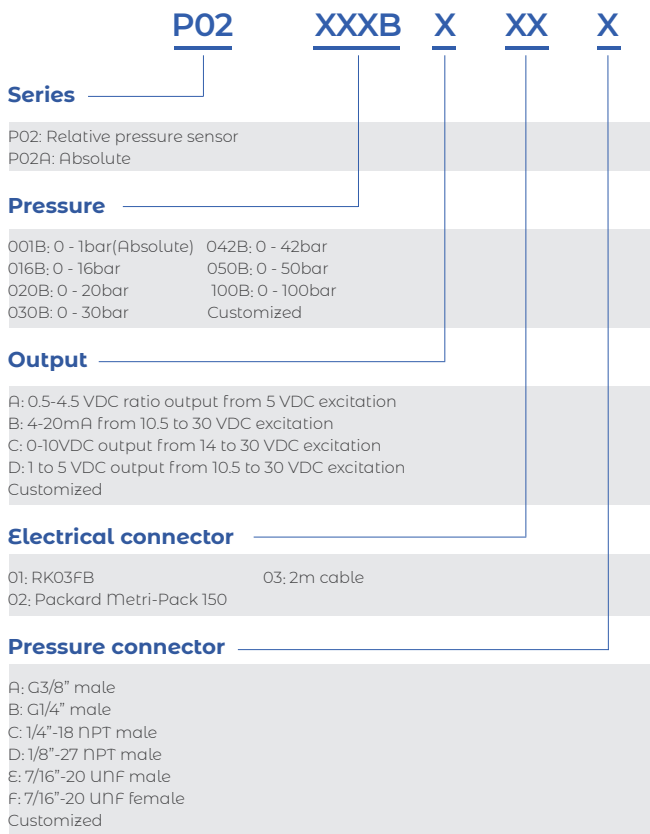 P02 XXXB X XX X
Series
P02: Relative pressure sensor
P02A: Absolute
Pressure
001B: 0 - 1bar(Absolute) 042B: 0 - 42bar
016B: 0 - 16bar 050B: 0 - 50bar
020B: 0 - 20bar 100B: 0 - 100bar
030B: 0 - 30bar Customized
Output
A: 0.5-4.5 VDC ratio output from 5 VDC excitation
B: 4-20mA from 10.5 to 30 VDC excitation
C: 0-10VDC output from 14 to 30 VDC excitation
D: 1 to 5 VDC output from 10.5 to 30 VDC excitation
Customized
Electrical connector
01: RK03FB 03: 2m cable
02: Packard Metri-Pack 150
Pressure connector
A: G3/8” male
B: G1/4” male
C: 1/4”-18 NPT male
D: 1/8”-27 NPT male
E: 7/16”-20 UNF male
F: 7/16”-20 UNF female
Customized